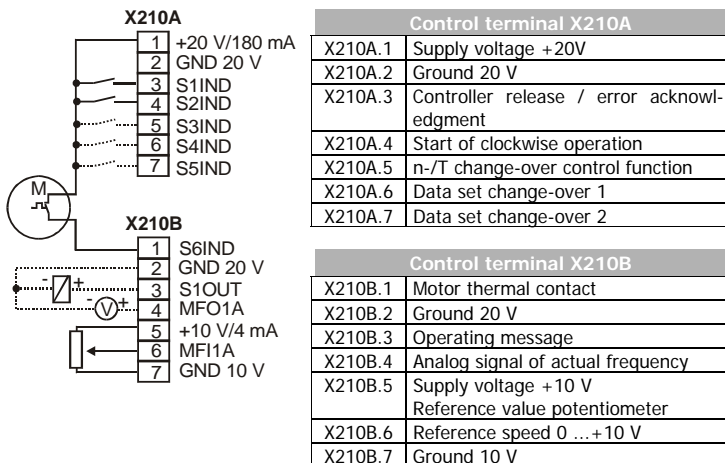 X210A
1 +20 V/180 mA
2 GND 20 V
3 S1IND
4 S2IND
5 S3IND
6 S4IND
7 S5IND
M
X210B
1 S6IND
2 GND 20 V
- + 3 S1OUT
- V + 4 MFO1A
5 +10 V/4 mA
6 MFI1A
7 GND 10 V
Control terminal X210A
X210A.1 Supply voltage +20V
X210A.2 Ground 20 V
X210A.3 Controller release / error acknowl-
edgment
X210A.4 Start of clockwise operation
X210A.5 n-/T change-over control function
X210A.6 Data set change-over 1
X210A.7 Data set change-over 2
Control terminal X210B
X210B.1 Motor thermal contact
X210B.2 Ground 20 V
X210B.3 Operating message
X210B.4 Analog signal of actual frequency
X210B.5 Supply voltage +10 V
Reference value potentiometer
X210B.6 Reference speed 0 ...+10 V
X210B.7 Ground 10 V